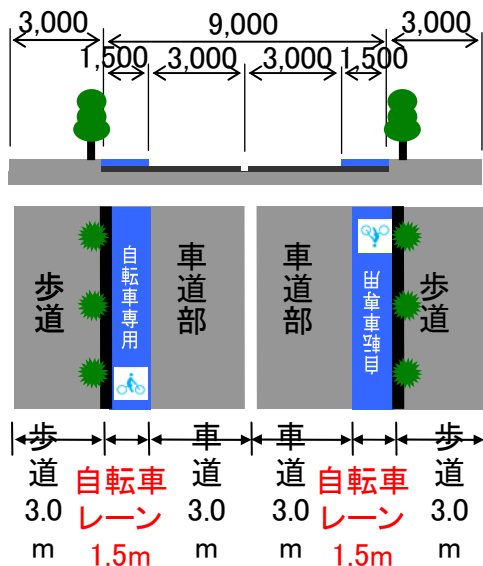 3,000
9,000
3,000
1,500
3,000
3,000
1,500
歩道
自転車専用
車道部
車道部
自転車専用
歩道
歩道3.0m
自転車レーン1.5m
車道3.0m
車道3.0m
自転車レーン1.5m
歩道3.0m